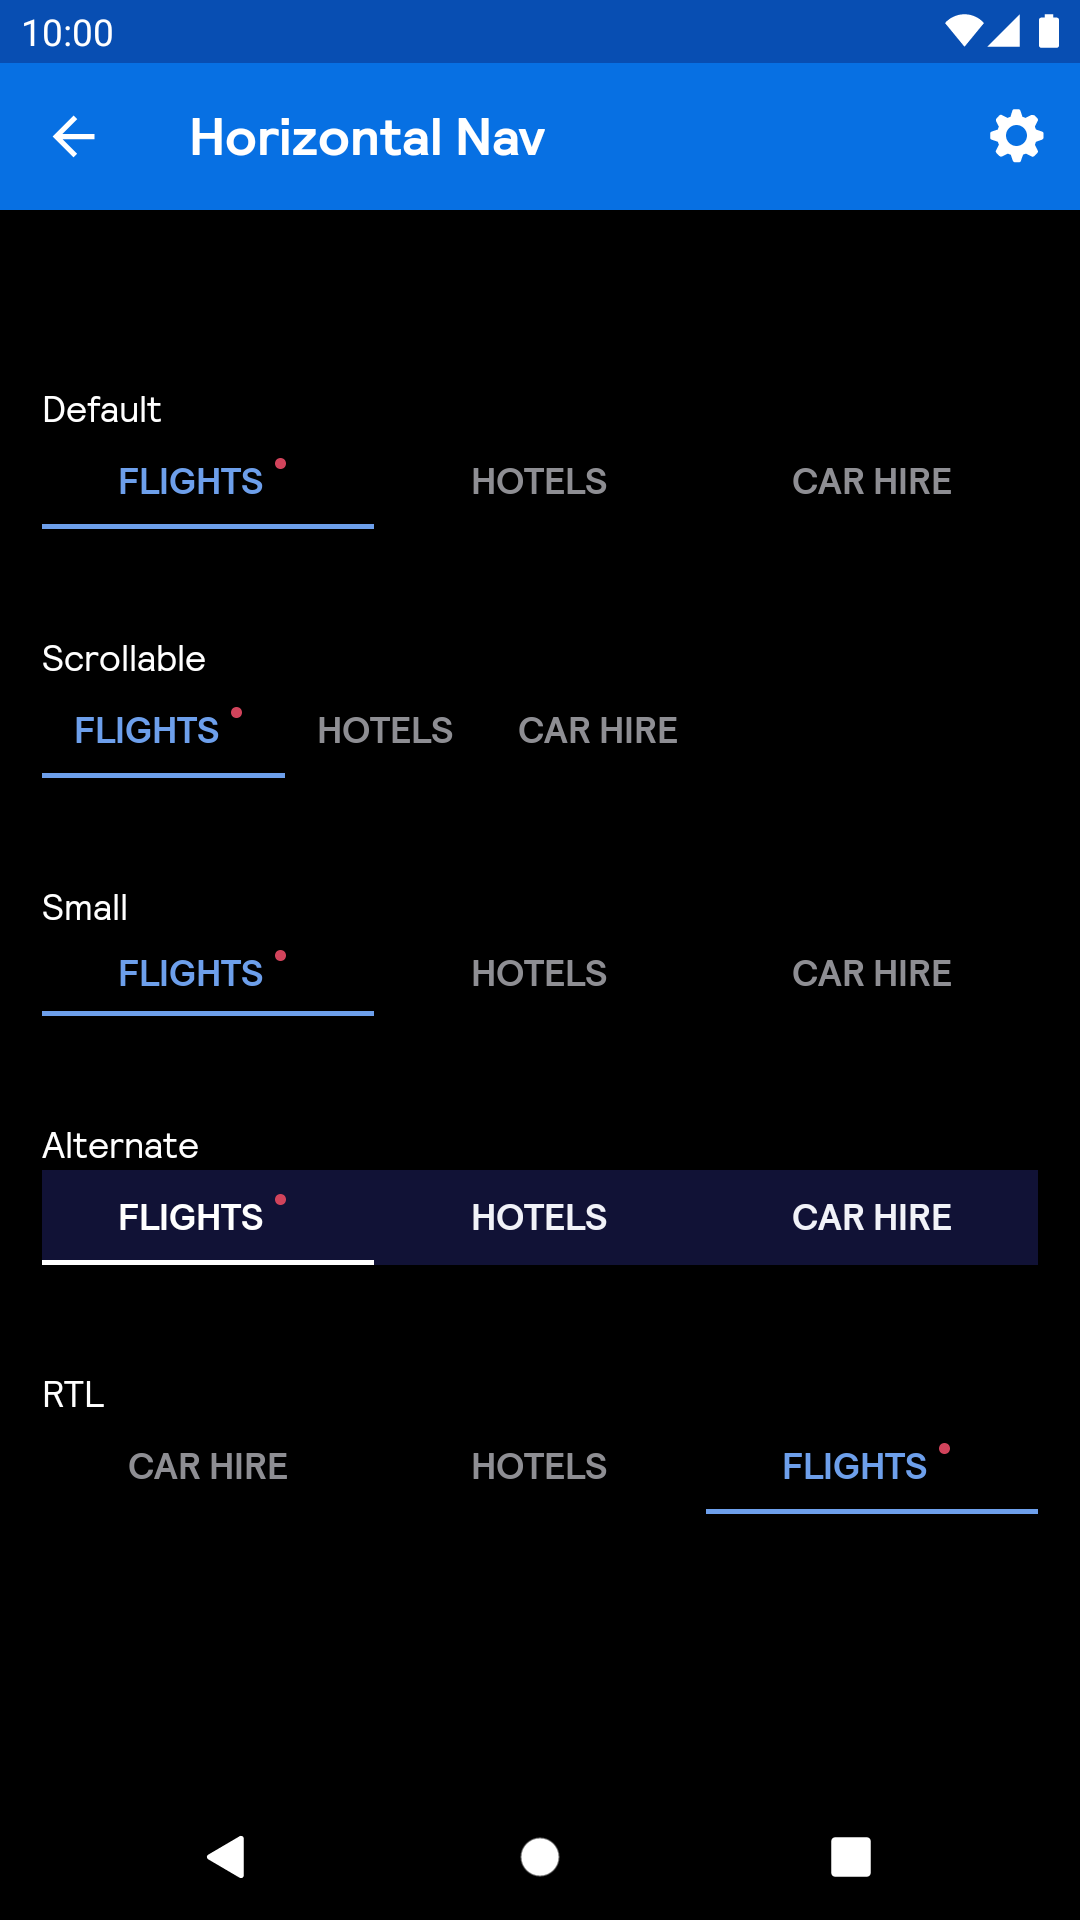 10:00
Horizontal Nav
Default
FLIGHTS HOTELS CAR HIRE
Scrollable
FLIGHTS HOTELS CAR HIRE
Small
FLIGHTS HOTELS CAR HIRE
Alternate
FLIGHTS HOTELS CAR HIRE
RTL
CAR HIRE HOTELS FLIGHTS